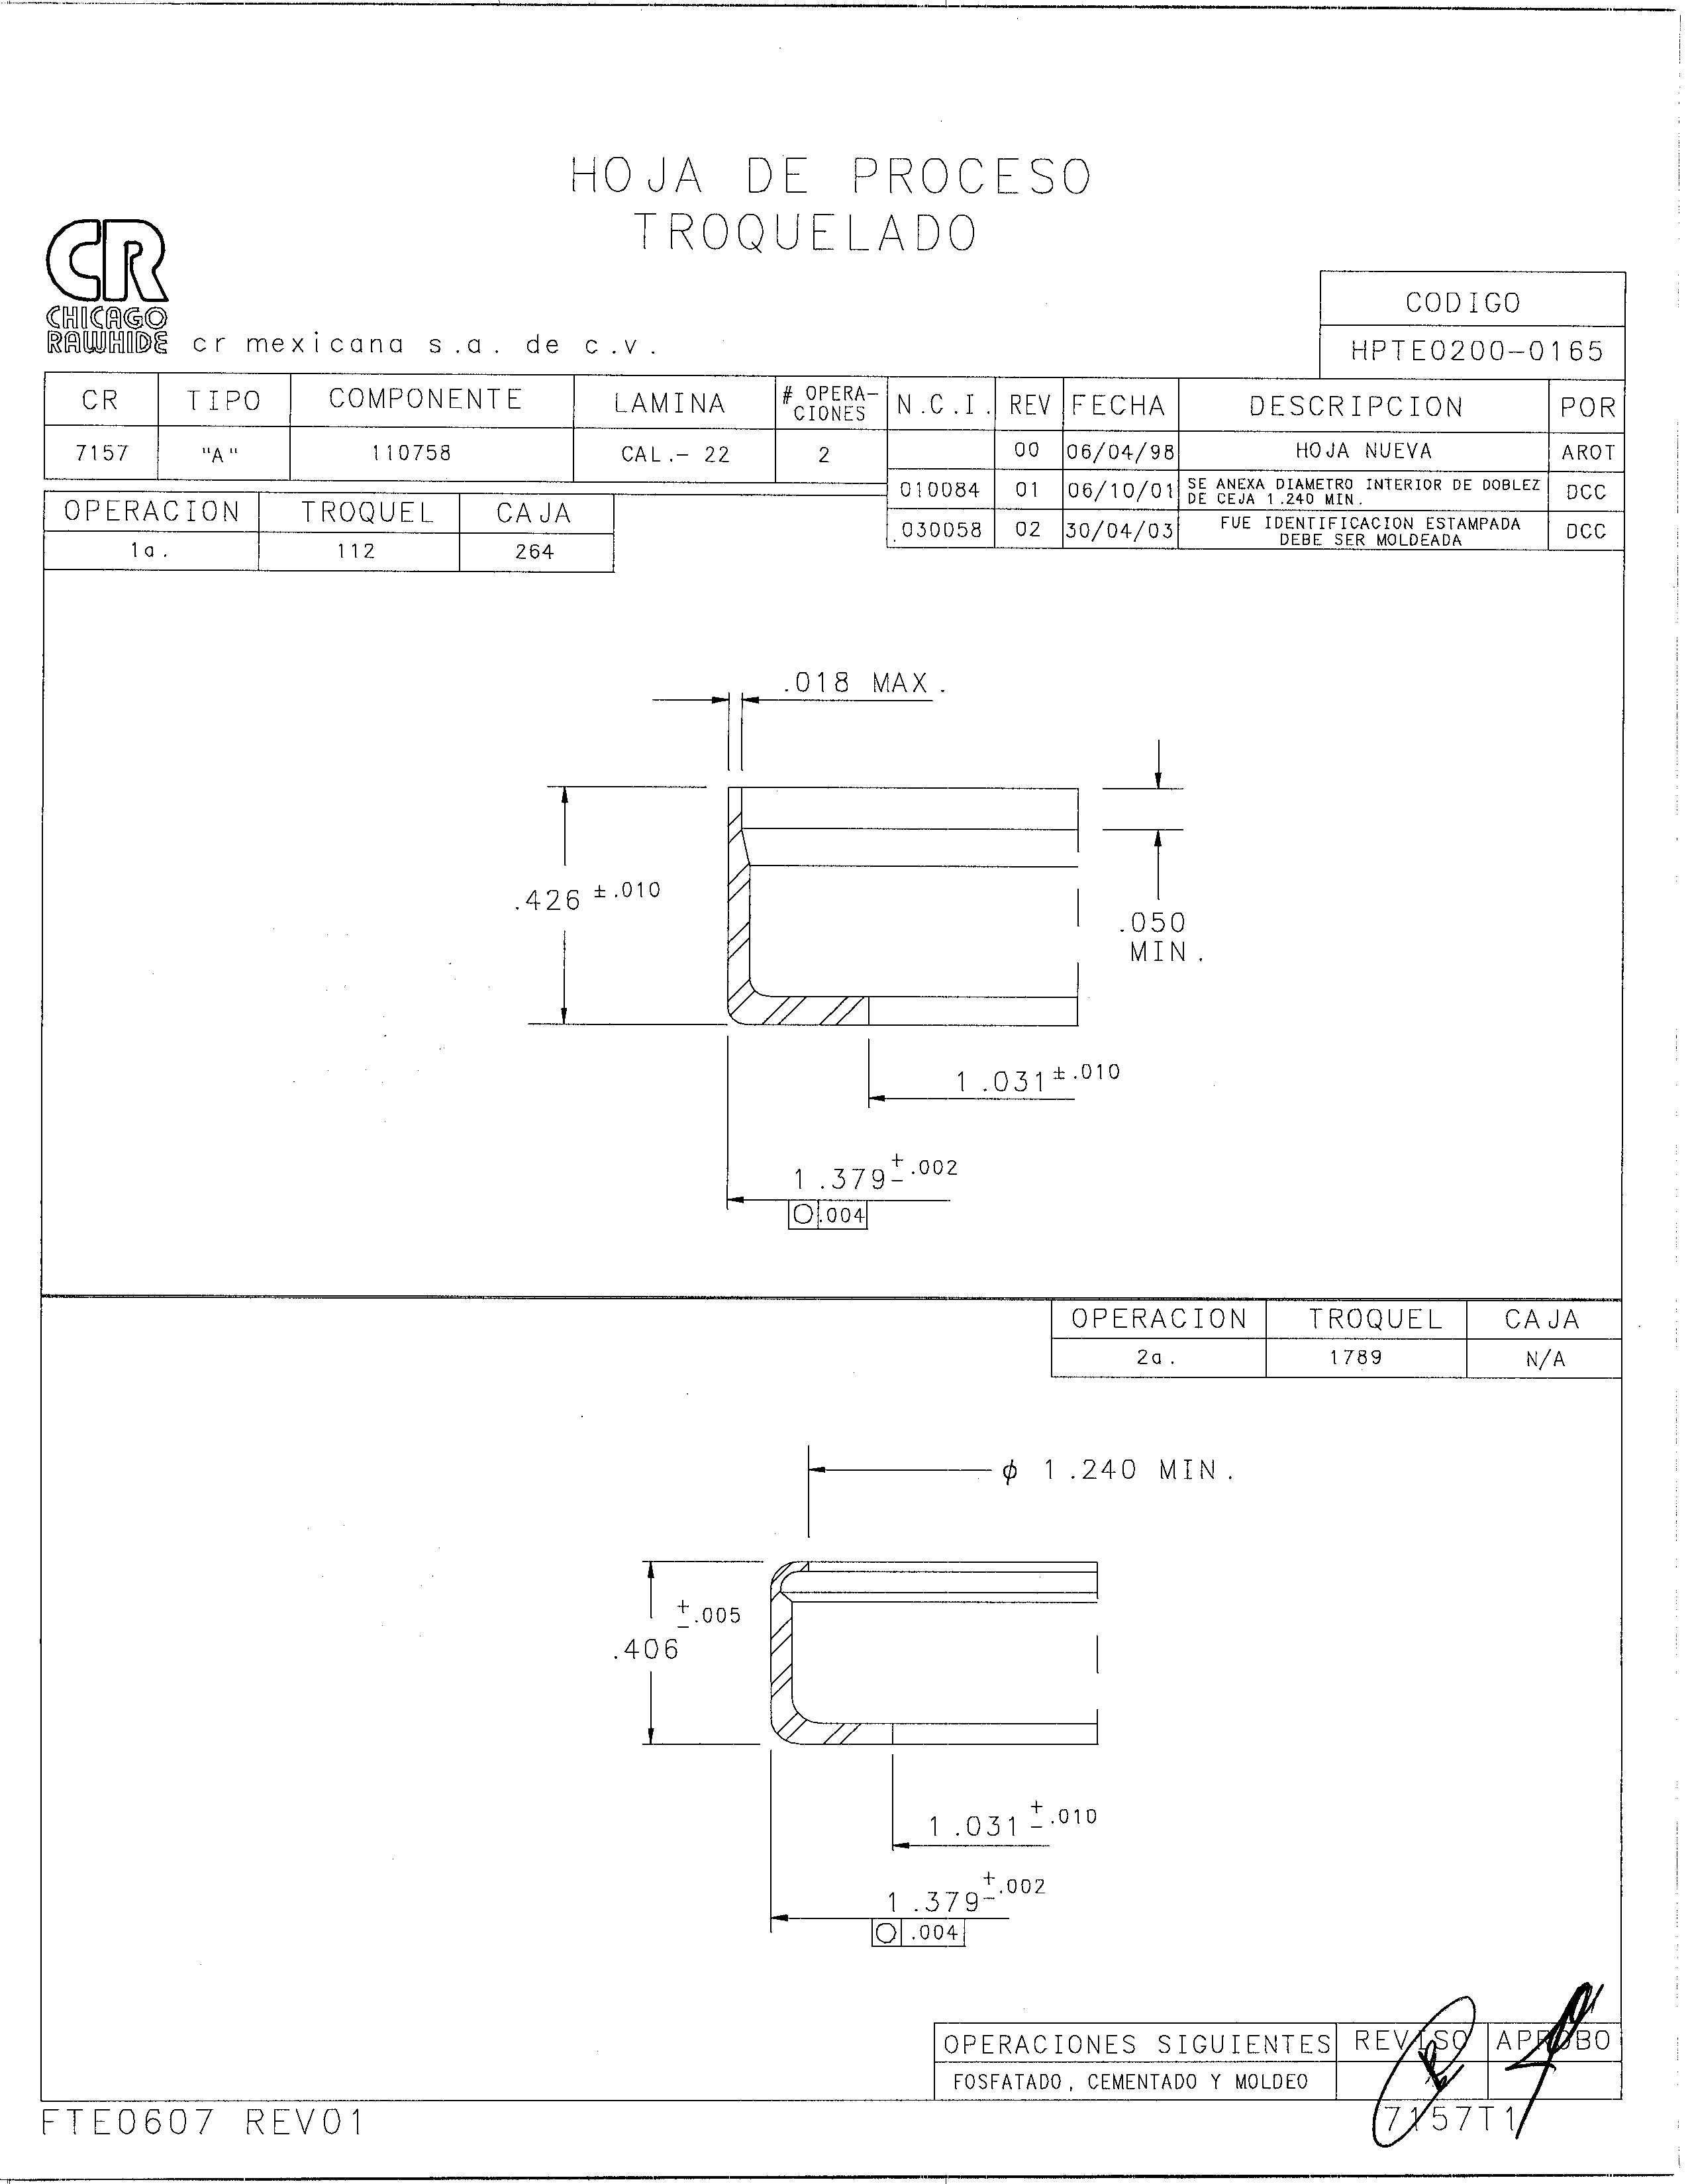 HOJA DE PROCESO
TROQUELADO
CR
CHICAGO
RAWHIDE
cr mexicana s.a. de c.v.
CODIGO
HPTE0200-0165
CR TIPO COMPONENTE LAMINA # OPERA-CIONES N.C.I. REV FECHA DESCRIPCION POR
7157 "A" 110758 CAL.- 22 2 00 06/04/98 HOJA NUEVA AROT
010084 01 06/10/01 SE ANEXA DIAMETRO INTERIOR DE DOBLEZ
DE CEJA 1.240 MIN. DCC
030058 02 30/04/03 FUE IDENTIFICACION ESTAMPADA
DEBE SER MOLDEADA DCC
OPERACION TROQUEL CAJA
1a. 112 264
.018 MAX.
.426 ±.010
.050
MIN.
1.031 ±.010
1.379 ±.002
○ .004
OPERACION TROQUEL CAJA
2a. 1789 N/A
ϕ 1.240 MIN.
±.005
.406
1.031 ±.010
1.379 ±.002
○ .004
OPERACIONES SIGUIENTES REVISO APROBO
FOSFATADO, CEMENTADO Y MOLDEO
FTE0607 REV01
7157T1